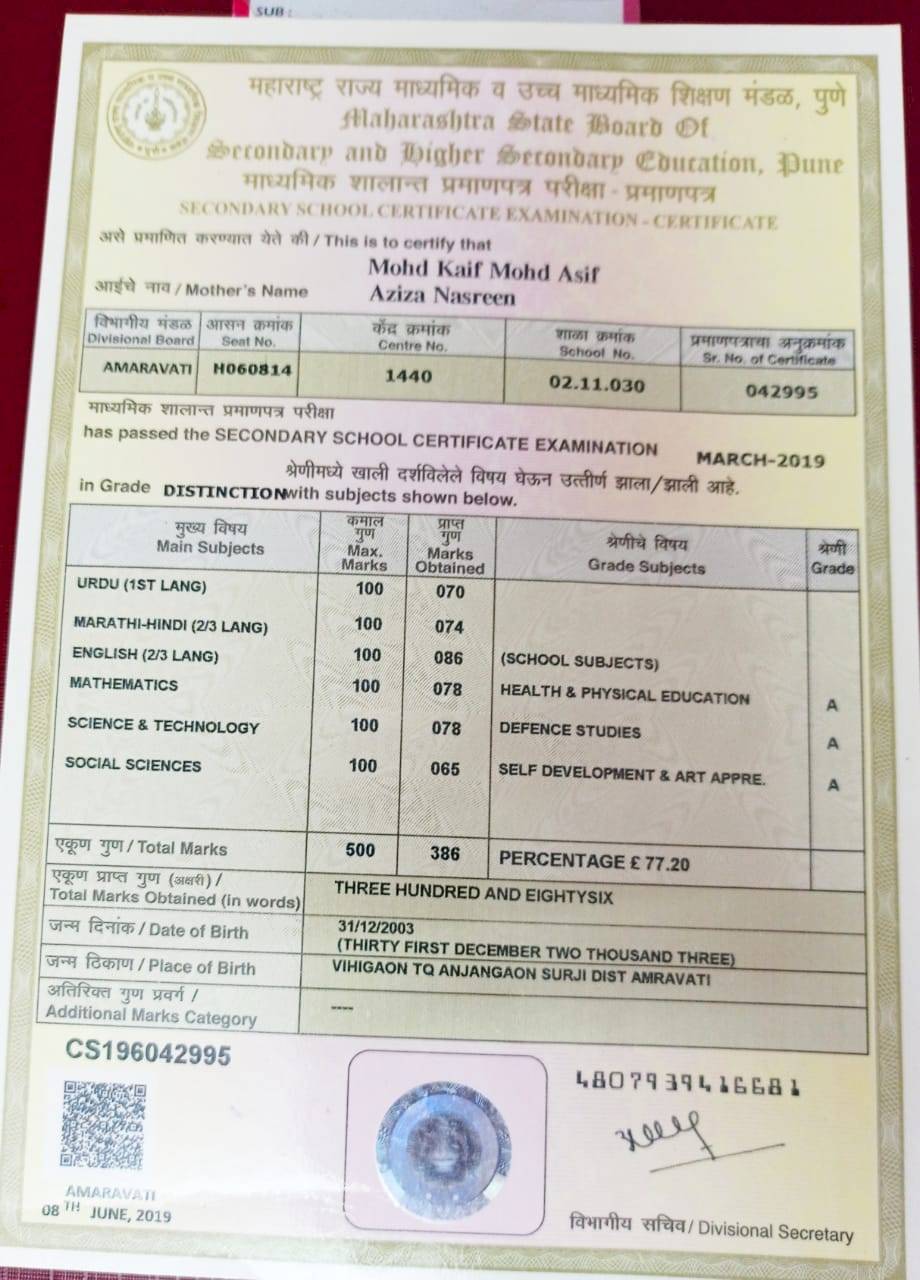 SUB :
महाराष्ट्र राज्य माध्यमिक व उच्च माध्यमिक शिक्षण मंडळ, पुणे
Maharashtra State Board Of
Secondary and Higher Secondary Education, Pune
माध्यमिक शालान्त प्रमाणपत्र परीक्षा - प्रमाणपत्र
SECONDARY SCHOOL CERTIFICATE EXAMINATION - CERTIFICATE
असे प्रमाणित करण्यात येते की / This is to certify that
Mohd Kaif Mohd Asif
आईचे नाव / Mother's Name Aziza Nasreen
विभागीय मंडळ आसन क्रमांक केंद्र क्रमांक शाळा क्रमांक प्रमाणपत्राचा अनुक्रमांक
Divisional Board Seat No. Centre No. School No. Sr. No. of Certificate
AMARAVATI H060814 1440 02.11.030 042995
माध्यमिक शालान्त प्रमाणपत्र परीक्षा
has passed the SECONDARY SCHOOL CERTIFICATE EXAMINATION MARCH-2019
श्रेणीमध्ये खाली दर्शविलेले विषय घेऊन उत्तीर्ण झाला/झाली आहे.
in Grade DISTINCTION with subjects shown below.
मुख्य विषय कमाल गुण प्राप्त गुण श्रेणीचे विषय श्रेणी
Main Subjects Max. Marks Marks Obtained Grade Subjects Grade
URDU (1ST LANG) 100 070
MARATHI-HINDI (2/3 LANG) 100 074
ENGLISH (2/3 LANG) 100 086 (SCHOOL SUBJECTS)
MATHEMATICS 100 078 HEALTH & PHYSICAL EDUCATION A
SCIENCE & TECHNOLOGY 100 078 DEFENCE STUDIES A
SOCIAL SCIENCES 100 065 SELF DEVELOPMENT & ART APPRE. A
एकूण गुण / Total Marks 500 386 PERCENTAGE £ 77.20
एकूण प्राप्त गुण (अक्षरी) /
Total Marks Obtained (in words) THREE HUNDRED AND EIGHTYSIX
जन्म दिनांक / Date of Birth 31/12/2003
(THIRTY FIRST DECEMBER TWO THOUSAND THREE)
जन्म ठिकाण / Place of Birth VIHIGAON TQ ANJANGAON SURJI DIST AMRAVATI
अतिरिक्त गुण प्रवर्ग /
Additional Marks Category ----
CS196042995
4807939416681
AMARAVATI
08 TH JUNE, 2019
विभागीय सचिव / Divisional Secretary